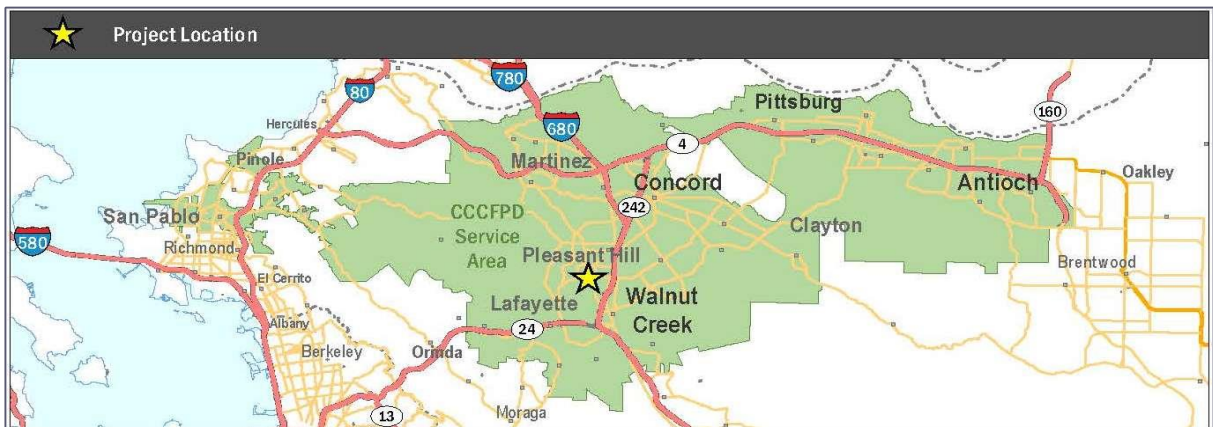 Project Location
780
80
160
Pittsburg
680
Hercules
4
Pinole
Martinez
Oakley
Concord
Antioch
San Pablo
CCCFPD
Service
Area
242
Clayton
580
Richmond
Pleasant Hill
Brentwood
El Cerrito
Lafayette
Walnut
Creek
Albany
24
Berkeley
Orinda
Moraga
13